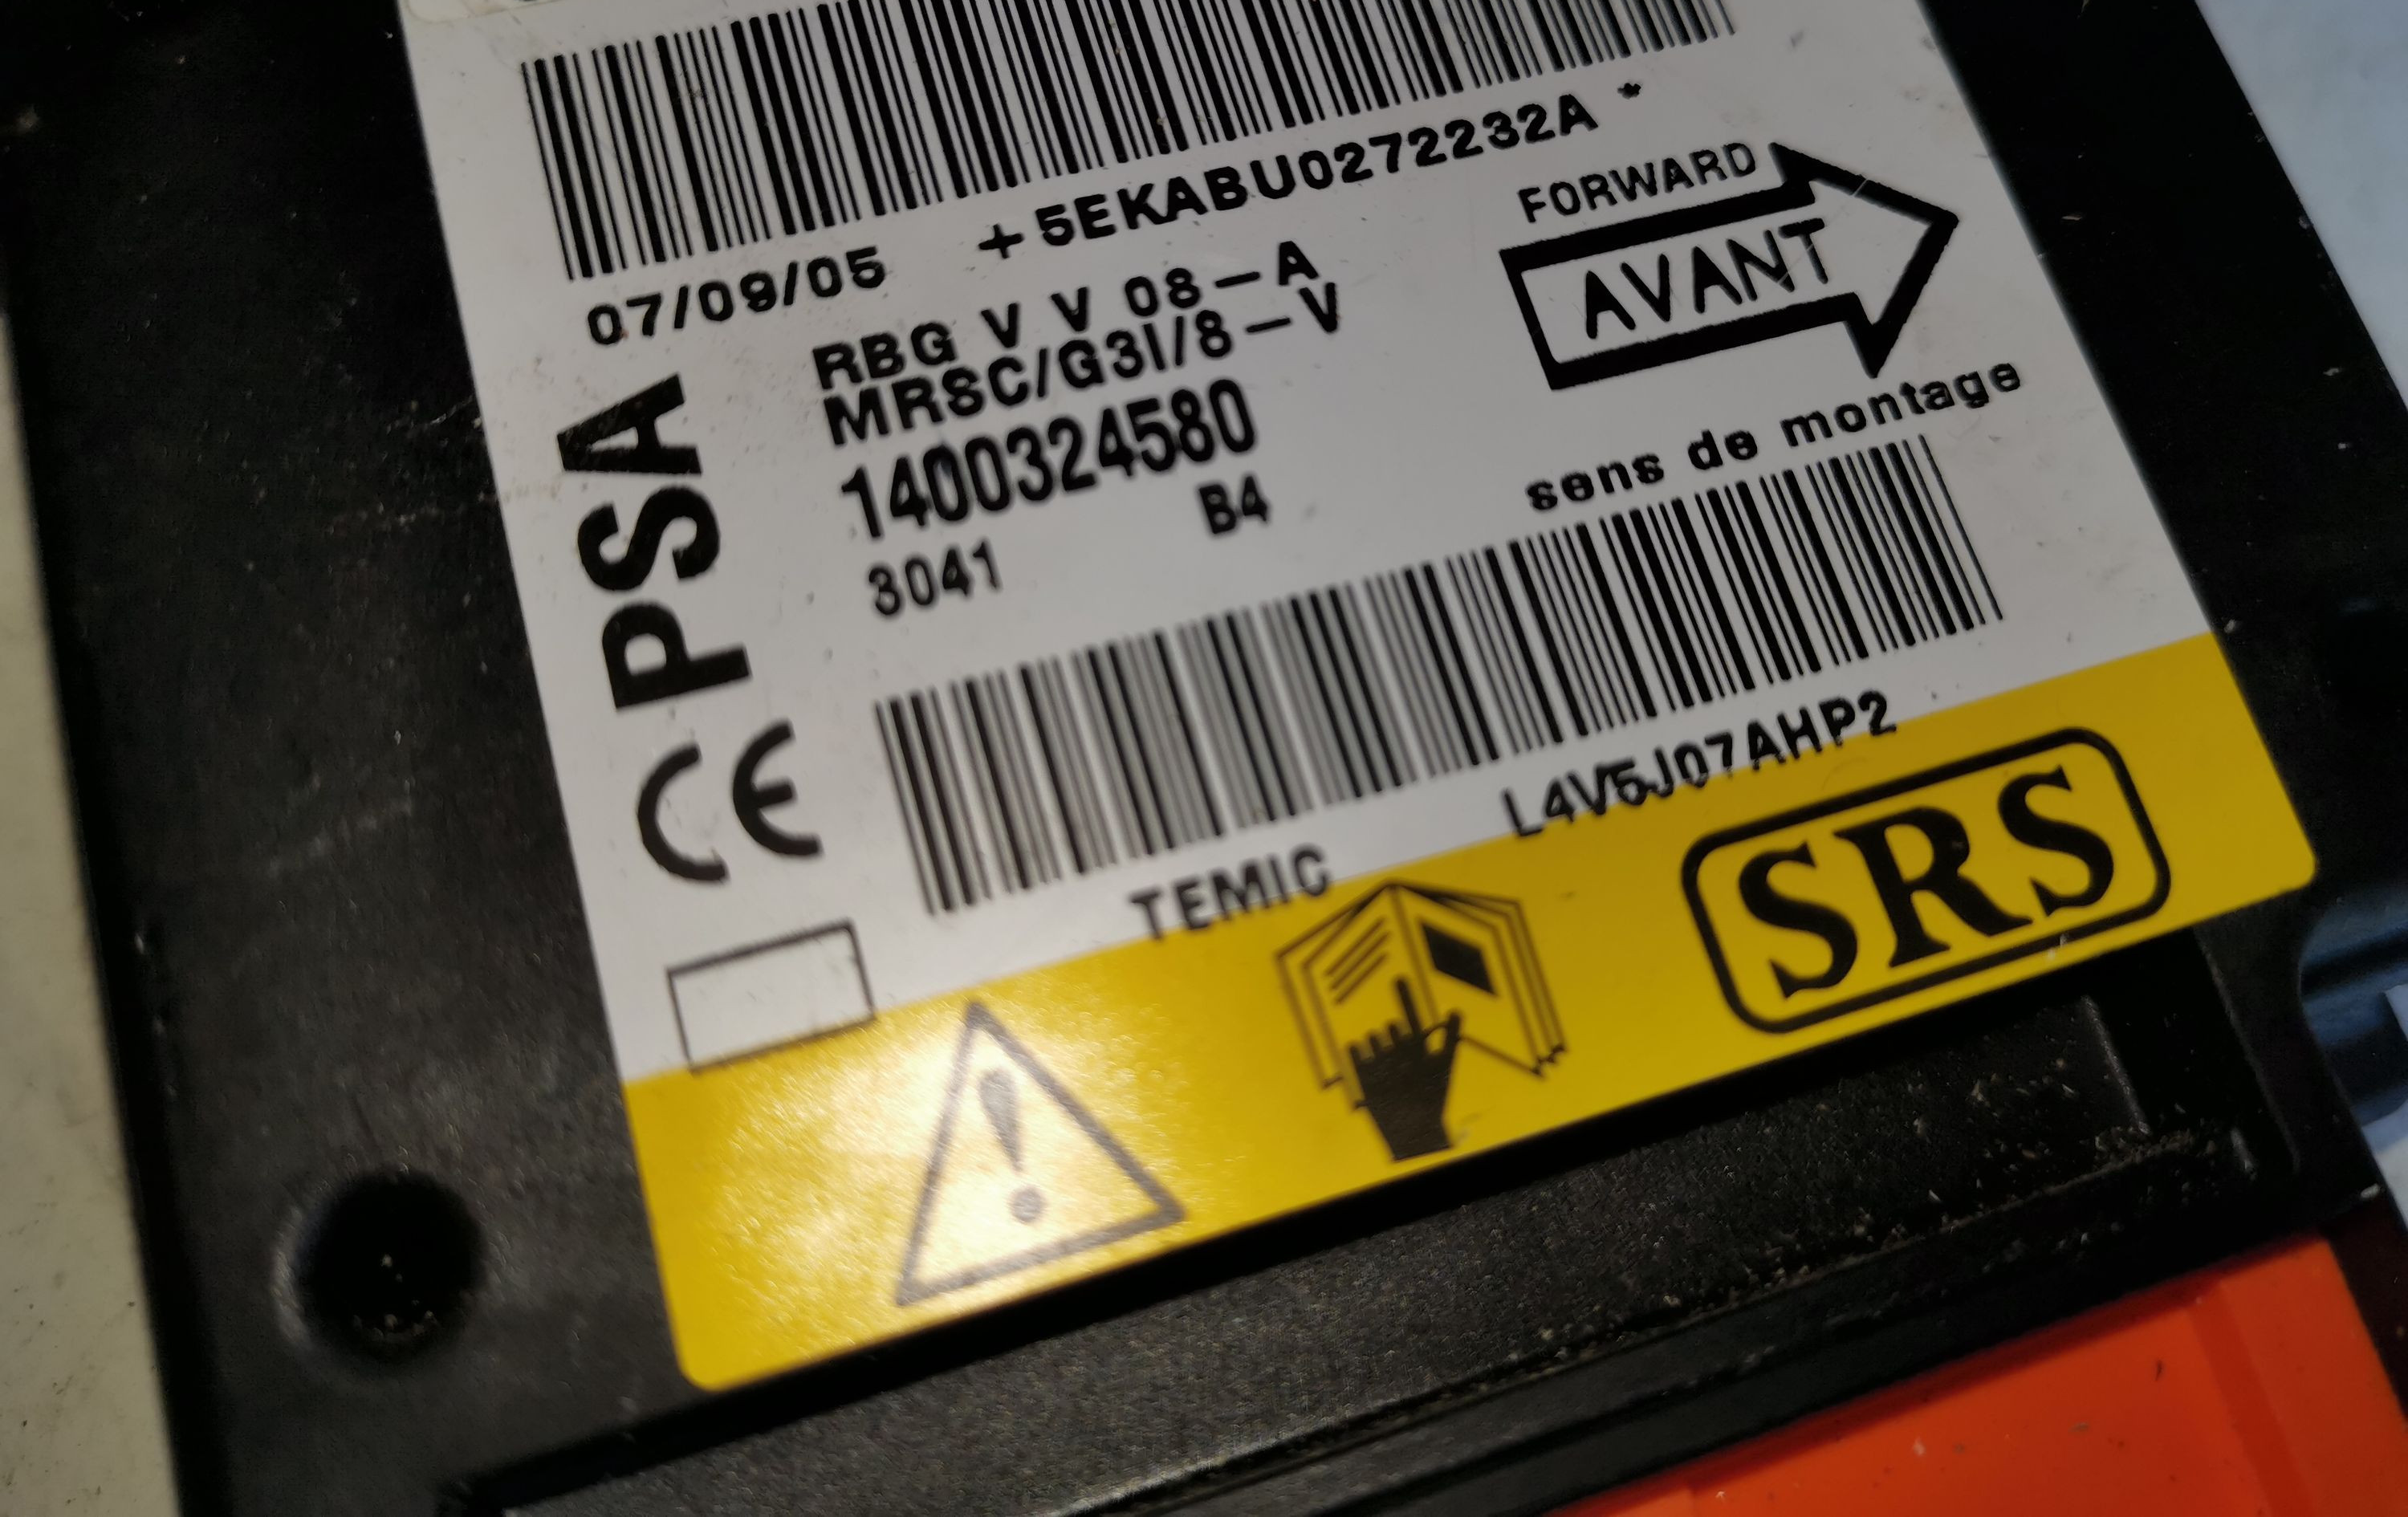 07/09/05 +5EKABU0272232A *
RBG V V 08-A
MRSC/G3I/8-V
1400324580
3041 B4
PSA
CE
FORWARD
AVANT
sens de montage
TEMIC L4V5J07AHP2
SRS